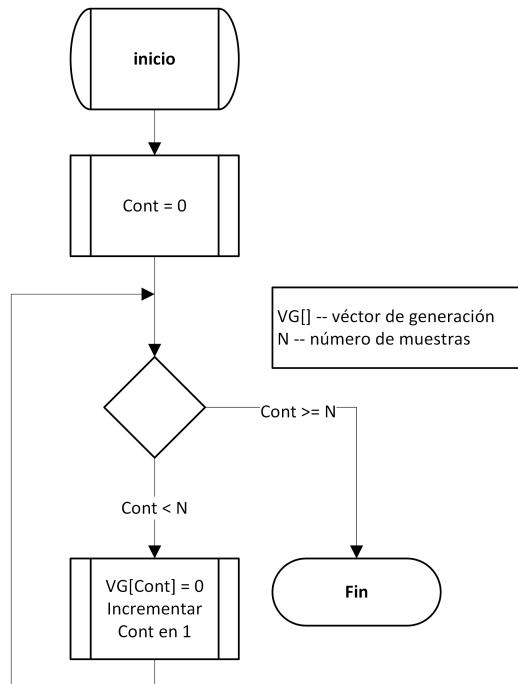 inicio
Cont = 0
VG[] -- véctor de generación
N -- número de muestras
Cont >= N
Cont < N
VG[Cont] = 0
Incrementar
Cont en 1
Fin